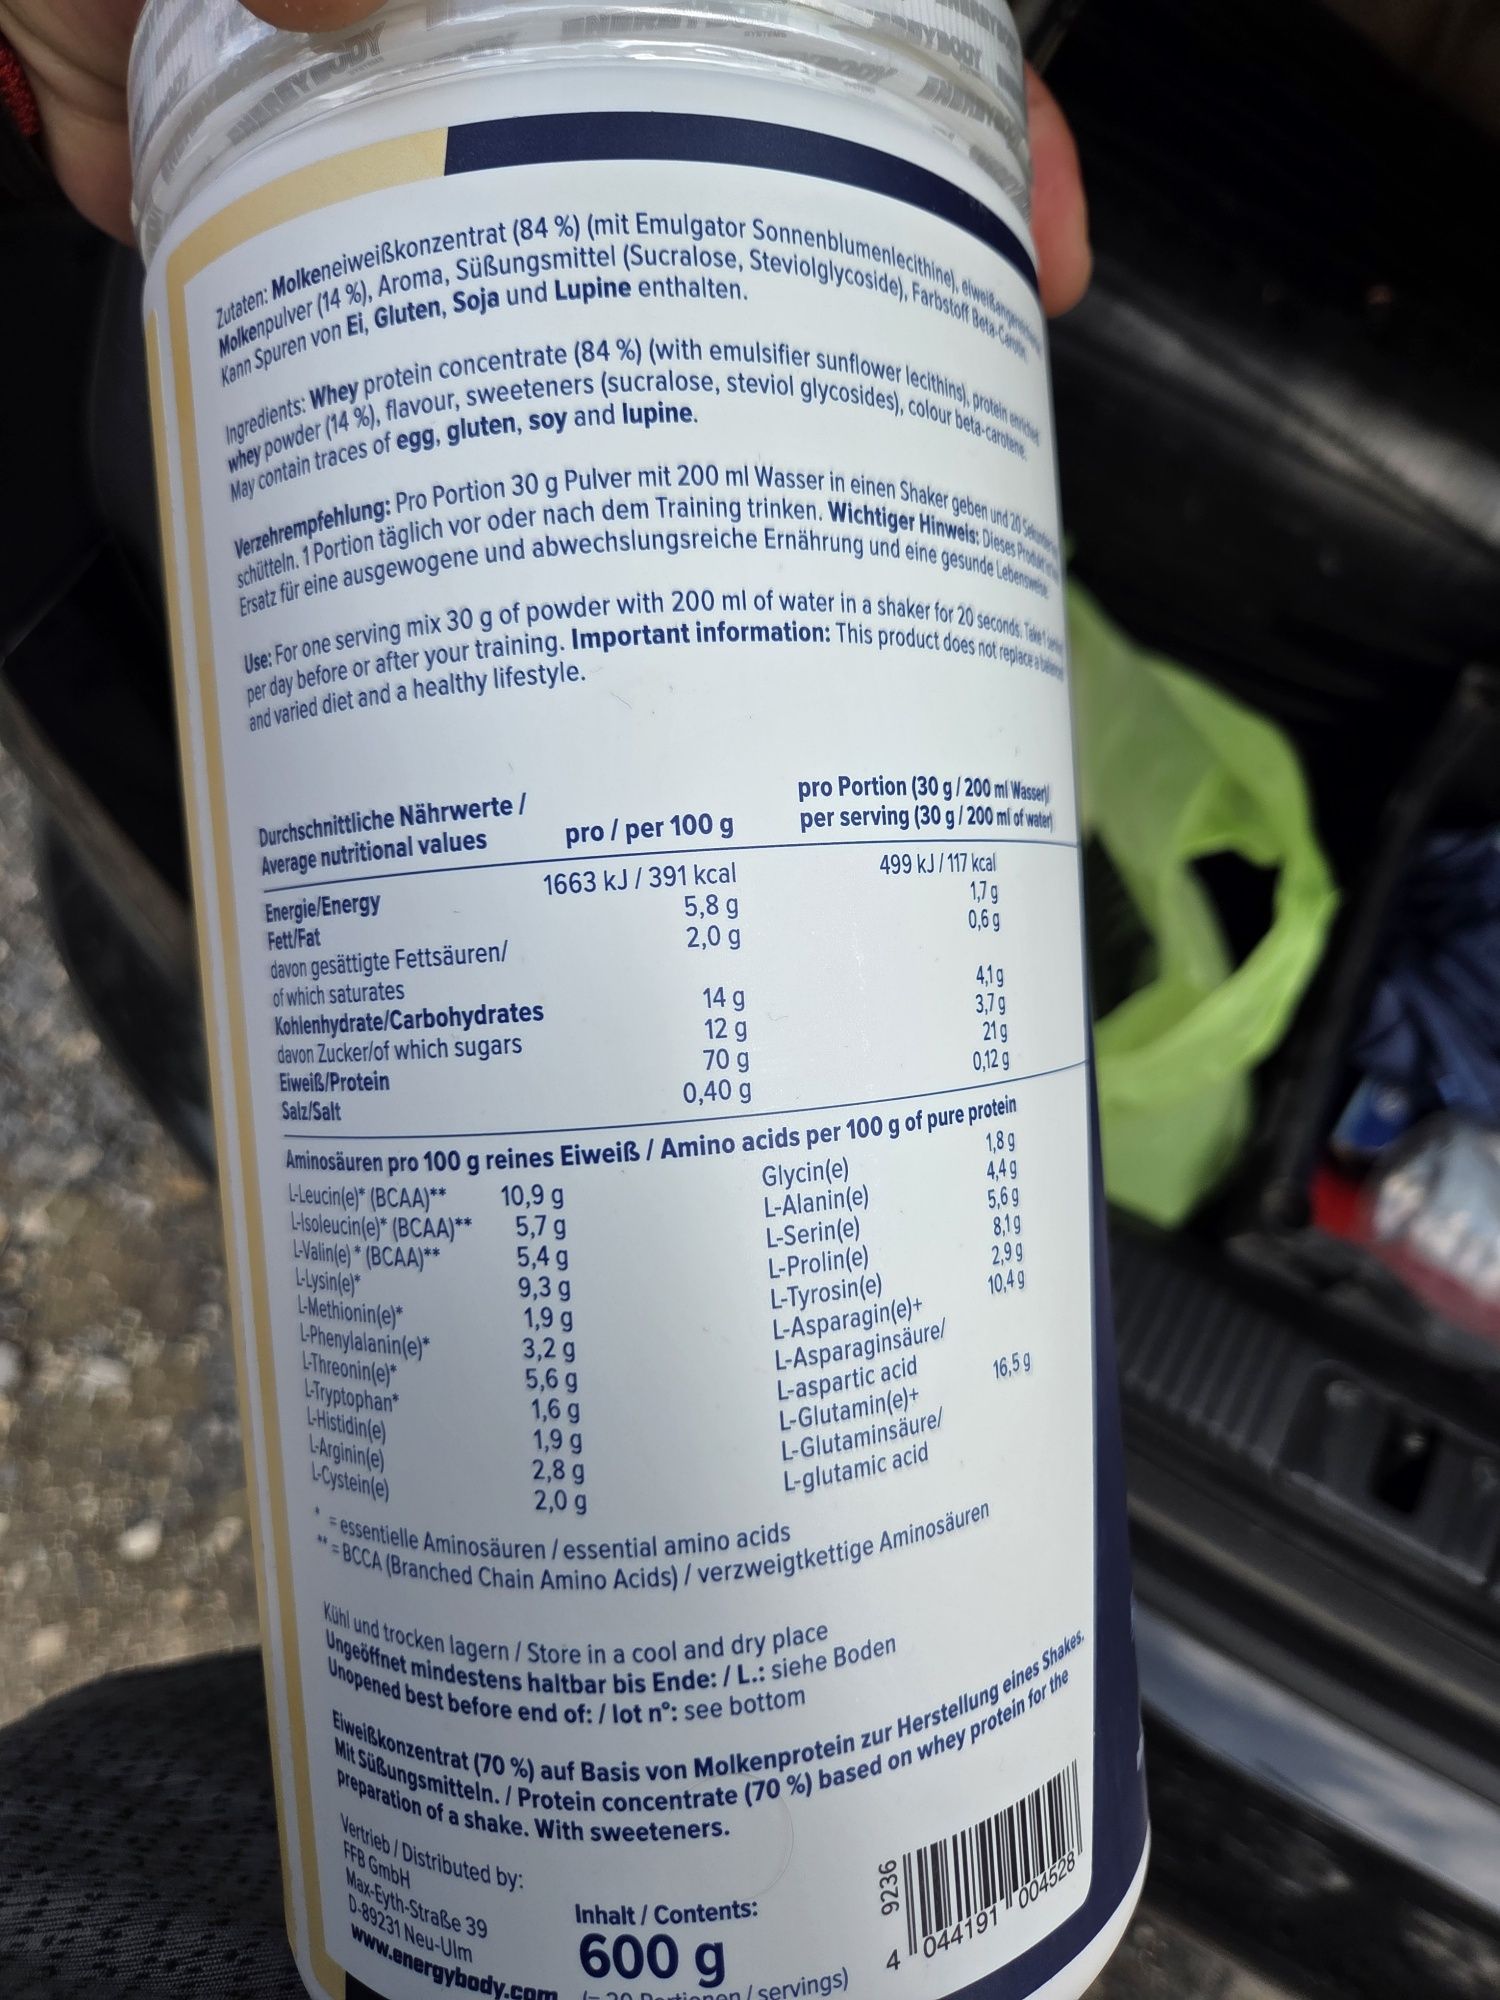 ENERGYBODY
SYSTEMS
Zutaten: Molkeneiweißkonzentrat (84 %) (mit Emulgator Sonnenblumenlecithine),
Molkenpulver (14 %), Aroma, Süßungsmittel (Sucralose, Steviolglycoside), Farbstoff Beta-Carotin.
Kann Spuren von Ei, Gluten, Soja und Lupine enthalten.
Ingredients: Whey protein concentrate (84 %) (with emulsifier sunflower lecithins), protein enriched
whey powder (14 %), flavour, sweeteners (sucralose, steviol glycosides), colour beta-carotene.
May contain traces of egg, gluten, soy and lupine.
Verzehrempfehlung: Pro Portion 30 g Pulver mit 200 ml Wasser in einen Shaker geben und 20
schütteln. 1 Portion täglich vor oder nach dem Training trinken. Wichtiger Hinweis: Dieses
Ersatz für eine ausgewogene und abwechslungsreiche Ernährung und eine gesunde
Use: For one serving mix 30 g of powder with 200 ml of water in a shaker for 20 seconds. Take 1
per day before or after your training. Important information: This product does not replace a
and varied diet and a healthy lifestyle.
Durchschnittliche Nährwerte / pro / per 100 g pro Portion (30 g / 200 ml Wasser)/
Average nutritional values per serving (30 g / 200 ml of water)
Energie/Energy 1663 kJ / 391 kcal 499 kJ / 117 kcal
Fett/Fat 5,8 g 1,7 g
davon gesättigte Fettsäuren/ 2,0 g 0,6 g
of which saturates
Kohlenhydrate/Carbohydrates 14 g 4,1 g
davon Zucker/of which sugars 12 g 3,7 g
Eiweiß/Protein 70 g 21 g
Salz/Salt 0,40 g 0,12 g
Aminosäuren pro 100 g reines Eiweiß / Amino acids per 100 g of pure protein
L-Leucin(e)* (BCAA)** 10,9 g Glycin(e) 1,8 g
L-Isoleucin(e)* (BCAA)** 5,7 g L-Alanin(e) 4,4 g
L-Valin(e) * (BCAA)** 5,4 g L-Serin(e) 5,6 g
L-Lysin(e)* 9,3 g L-Prolin(e) 8,1 g
L-Methionin(e)* 1,9 g L-Tyrosin(e) 2,9 g
L-Phenylalanin(e)* 3,2 g L-Asparagin(e)+ 10,4 g
L-Threonin(e)* 5,6 g L-Asparaginsäure/
L-Tryptophan* 1,6 g L-aspartic acid
L-Histidin(e) 1,9 g L-Glutamin(e)+ 16,5 g
L-Arginin(e) 2,8 g L-Glutaminsäure/
L-Cystein(e) 2,0 g L-glutamic acid
* = essentielle Aminosäuren / essential amino acids
** = BCCA (Branched Chain Amino Acids) / verzweigtkettige Aminosäuren
Kühl und trocken lagern / Store in a cool and dry place
Ungeöffnet mindestens haltbar bis Ende: / L.: siehe Boden
Unopened best before end of: / lot n°: see bottom
Eiweißkonzentrat (70 %) auf Basis von Molkenprotein zur Herstellung eines Shakes.
Mit Süßungsmitteln. / Protein concentrate (70 %) based on whey protein for the
preparation of a shake. With sweeteners.
Vertrieb / Distributed by:
FFB GmbH
Max-Eyth-Straße 39
D-89231 Neu-Ulm
www.energybody.com
Inhalt / Contents:
600 g
(= 20 Portionen / servings)
9236
4 044191 004528